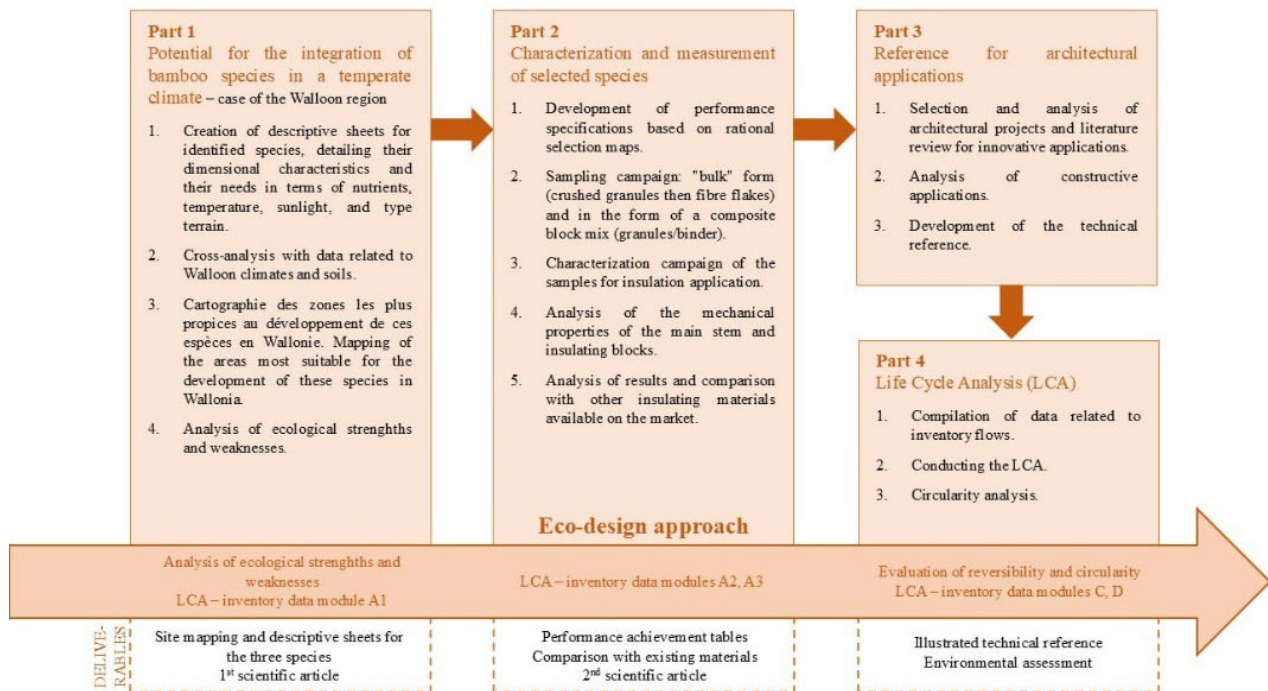 Part 1
Potential for the integration of
bamboo species in a temperate
climate – case of the Walloon region
1. Creation of descriptive sheets for
identified species, detailing their
dimensional characteristics and
their needs in terms of nutrients,
temperature, sunlight, and type
terrain.
2. Cross-analysis with data related to
Walloon climates and soils.
3. Cartographie des zones les plus
propices au développement de ces
espèces en Wallonie. Mapping of
the areas most suitable for the
development of these species in
Wallonia.
4. Analysis of ecological strenghths
and weaknesses.
Part 2
Characterization and measurement
of selected species
1. Development of performance
specifications based on rational
selection maps.
2. Sampling campaign: "bulk" form
(crushed granules then fibre flakes)
and in the form of a composite
block mix (granules/binder).
3. Characterization campaign of the
samples for insulation application.
4. Analysis of the mechanical
properties of the main stem and
insulating blocks.
5. Analysis of results and comparison
with other insulating materials
available on the market.
Part 3
Reference for architectural
applications
1. Selection and analysis of
architectural projects and literature
review for innovative applications.
2. Analysis of constructive
applications.
3. Development of the technical
reference.
Part 4
Life Cycle Analysis (LCA)
1. Compilation of data related to
inventory flows.
2. Conducting the LCA.
3. Circularity analysis.
Eco-design approach
Analysis of ecological strenghths and
weaknesses
LCA – inventory data module A1
LCA – inventory data modules A2, A3
Evaluation of reversibility and circularity
LCA – inventory data modules C, D
DELIVE-
RABLES
Site mapping and descriptive sheets for
the three species
1st scientific article
Performance achievement tables
Comparison with existing materials
2nd scientific article
Illustrated technical reference
Environmental assessment